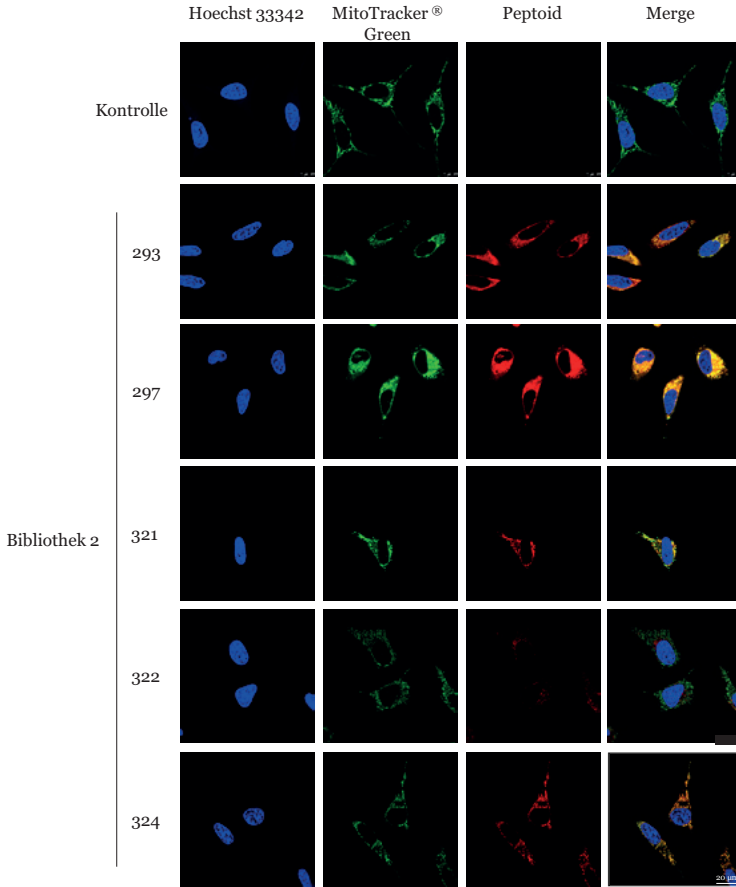 Hoechst 33342 MitoTracker ® Green Peptoid Merge
Kontrolle
293
297
Bibliothek 2
321
322
324
20 µm